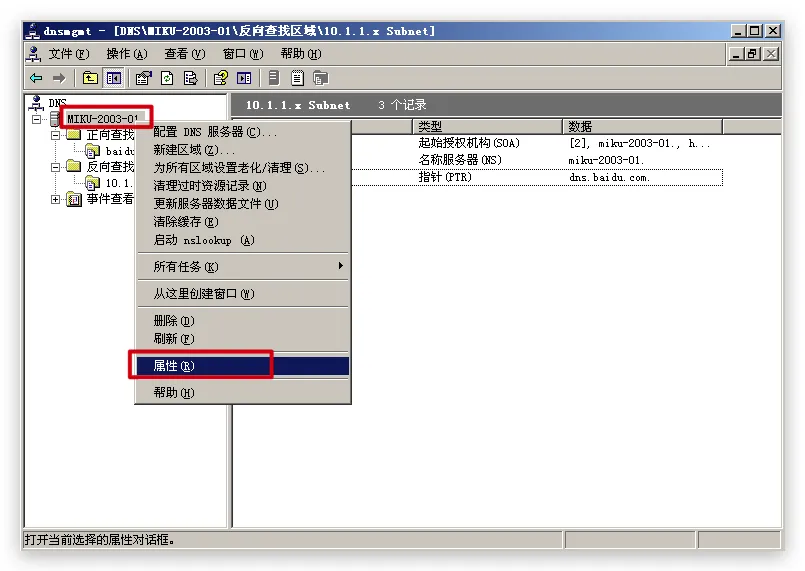 dnsmgmt - [DNS\MIKU-2003-01\反向查找区域\10.1.1.x Subnet]
文件(F) 操作(A) 查看(V) 窗口(W) 帮助(H)
DNS
MIKU-2003-01
正向查找
baidu
反向查找
10.1.
事件查看
10.1.1.x Subnet 3 个记录
类型 数据
起始授权机构(SOA) [2], miku-2003-01., h...
名称服务器(NS) miku-2003-01.
指针(PTR) dns.baidu.com.
配置 DNS 服务器(C)...
新建区域(Z)...
为所有区域设置老化/清理(S)...
清理过时资源记录(N)
更新服务器数据文件(U)
清除缓存(E)
启动 nslookup (A)
所有任务(K)
从这里创建窗口(W)
删除(D)
刷新(F)
属性(R)
帮助(H)
打开当前选择的属性对话框。